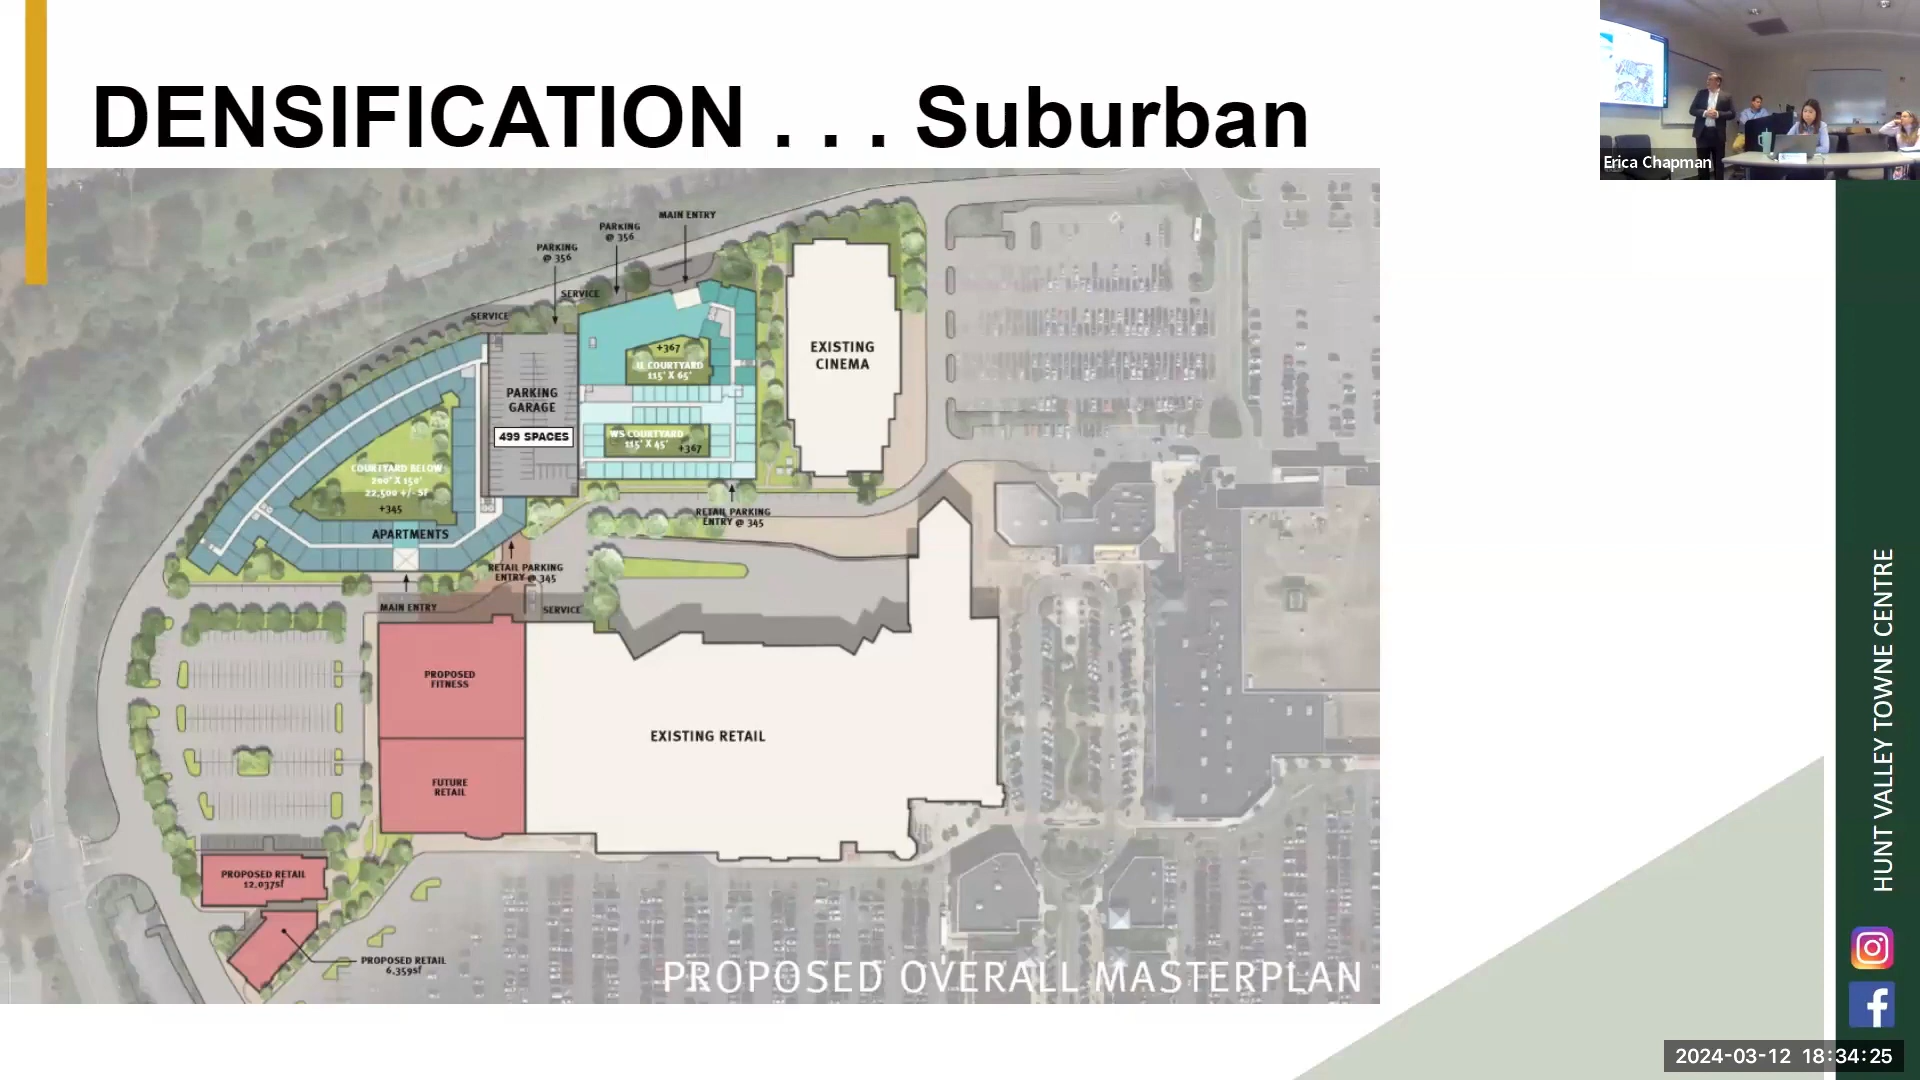 DENSIFICATION . . . Suburban
Erica Chapman
MAIN ENTRY
PARKING
@ 356
PARKING
@ 356
SERVICE
SERVICE
EXISTING
CINEMA
+367
IL COURTYARD
115' X 65'
PARKING
GARAGE
499 SPACES
WS COURTYARD
115' X 45'
+367
COURTYARD BELOW
200' X 150'
22,500 +/- SF
+345
APARTMENTS
RETAIL PARKING
ENTRY @ 345
RETAIL PARKING
ENTRY @ 345
MAIN ENTRY
SERVICE
PROPOSED
FITNESS
EXISTING RETAIL
FUTURE
RETAIL
PROPOSED RETAIL
12,037sf
PROPOSED RETAIL
6,359sf
PROPOSED OVERALL MASTERPLAN
HUNT VALLEY TOWNE CENTRE
2024-03-12 18:34:25